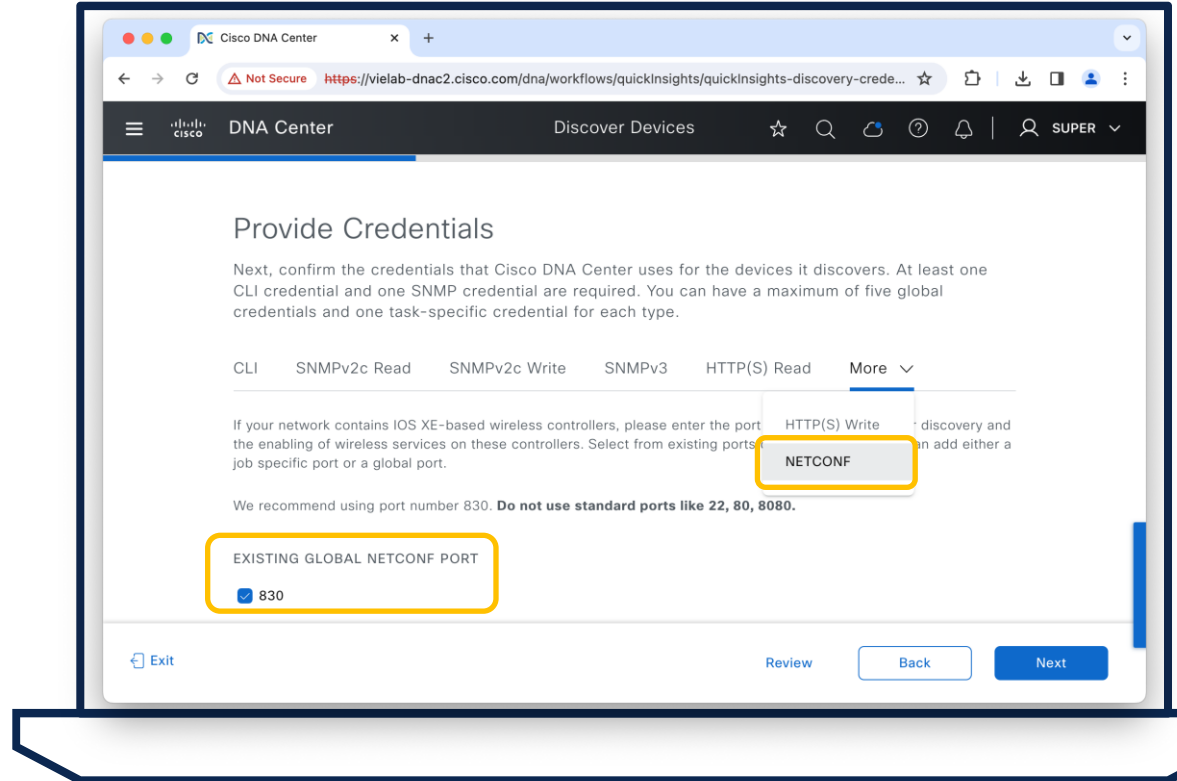 Cisco DNA Center
Not Secure https://vielab-dnac2.cisco.com/dna/workflows/quickInsights/quickInsights-discovery-crede...
cisco DNA Center Discover Devices SUPER
Provide Credentials
Next, confirm the credentials that Cisco DNA Center uses for the devices it discovers. At least one
CLI credential and one SNMP credential are required. You can have a maximum of five global
credentials and one task-specific credential for each type.
CLI SNMPv2c Read SNMPv2c Write SNMPv3 HTTP(S) Read More
HTTP(S) Write
NETCONF
If your network contains IOS XE-based wireless controllers, please enter the port discovery and
the enabling of wireless services on these controllers. Select from existing ports an add either a
job specific port or a global port.
We recommend using port number 830. Do not use standard ports like 22, 80, 8080.
EXISTING GLOBAL NETCONF PORT
830
Exit Review Back Next